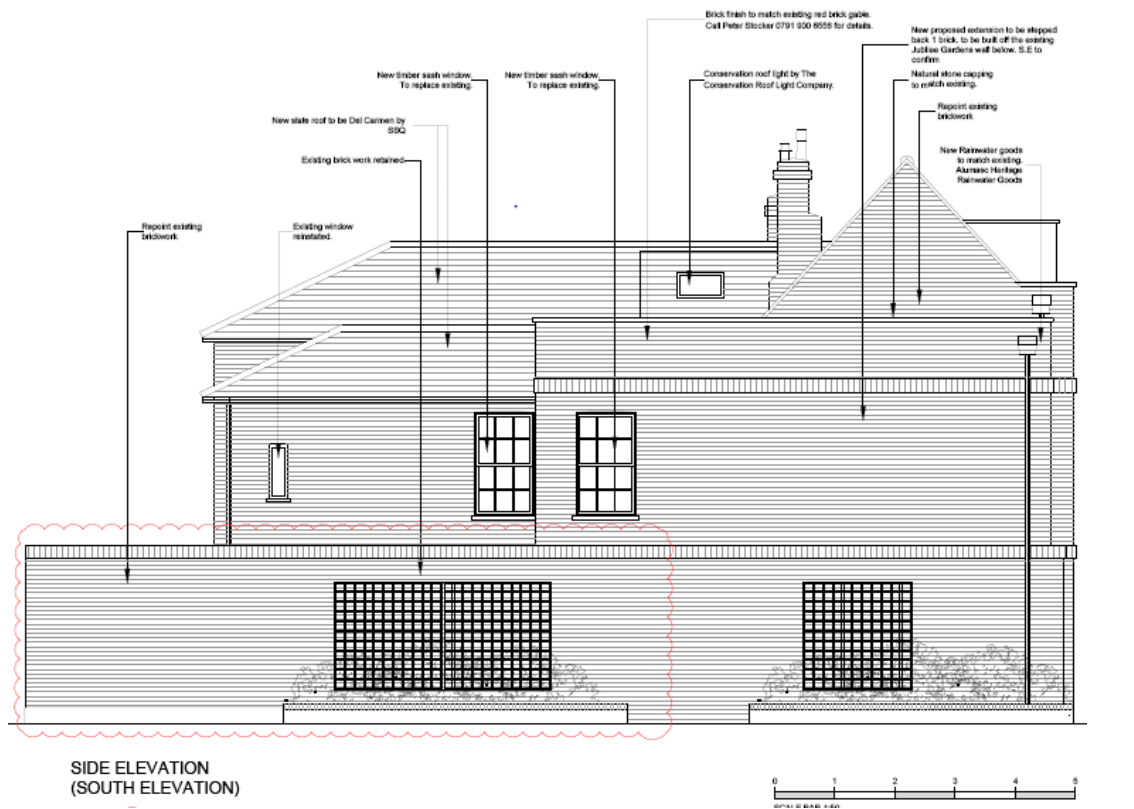 Brick finish to match existing red brick gable.
Call Peter Stocker 0791 900 6656 for details.
New proposed extension to be stepped
back 1 brick. to be built off the existing
Jubilee Gardens wall below. S.E to
confirm
New timber sash window.
To replace existing.
New timber sash window.
To replace existing.
Conservation roof light by The
Conservation Roof Light Company.
Natural stone capping
to match existing.
Repoint existing
brickwork
New slate roof to be Del Carmen by
SSQ
Existing brick work retained
New Rainwater goods
to match existing.
Alumasc Heritage
Rainwater Goods
Repoint existing
brickwork
Existing window
reinstated.
SIDE ELEVATION
(SOUTH ELEVATION)
0 1 2 3 4 5
SCALE BAR 1:50